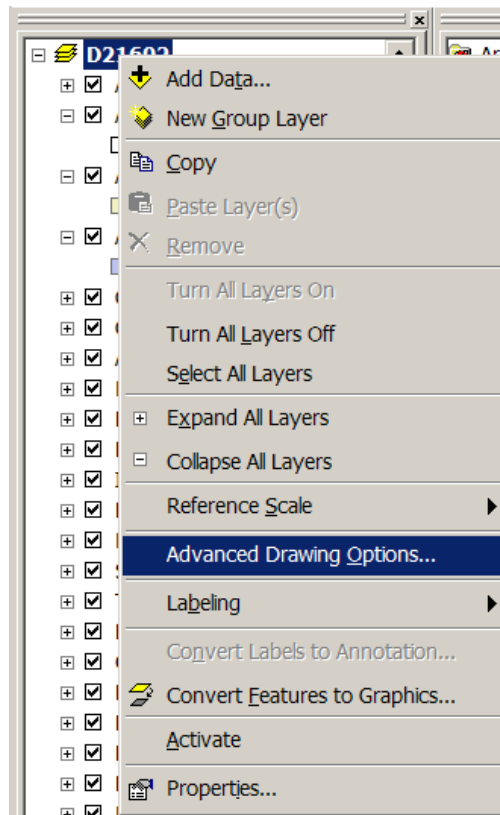 D21602
Add Data...
New Group Layer
Copy
Paste Layer(s)
Remove
Turn All Layers On
Turn All Layers Off
Select All Layers
Expand All Layers
Collapse All Layers
Reference Scale
Advanced Drawing Options...
Labeling
Convert Labels to Annotation...
Convert Features to Graphics...
Activate
Properties...